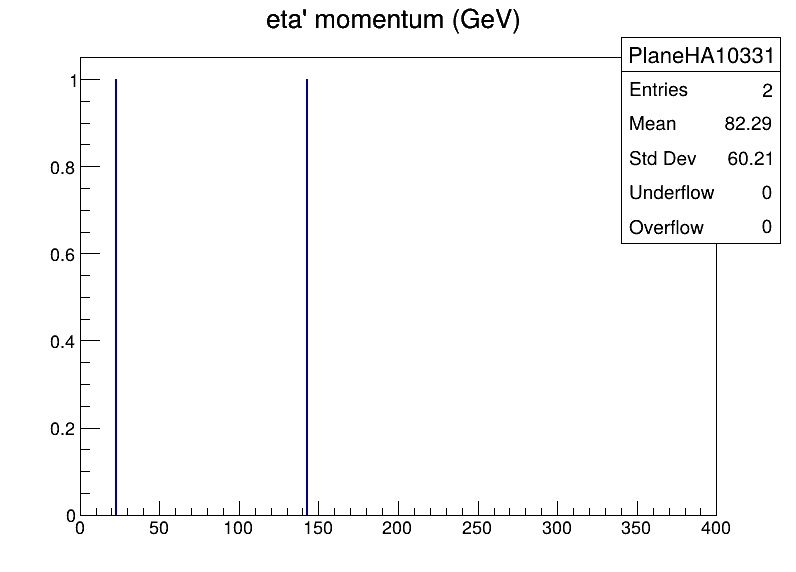 eta' momentum (GeV)
PlaneHA10331
Entries 2
Mean 82.29
Std Dev 60.21
Underflow 0
Overflow 0
1
0.8
0.6
0.4
0.2
0
0 50 100 150 200 250 300 350 400